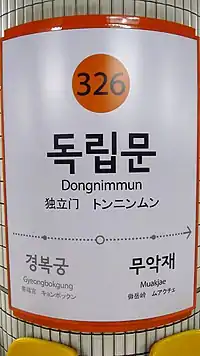 326
독립문
Dongnimmun
独立门 トンニンムン
경복궁 무악재
Gyeongbokgung Muakjae
景福宫 キョンボックン 毋岳岭 ムアクチェ